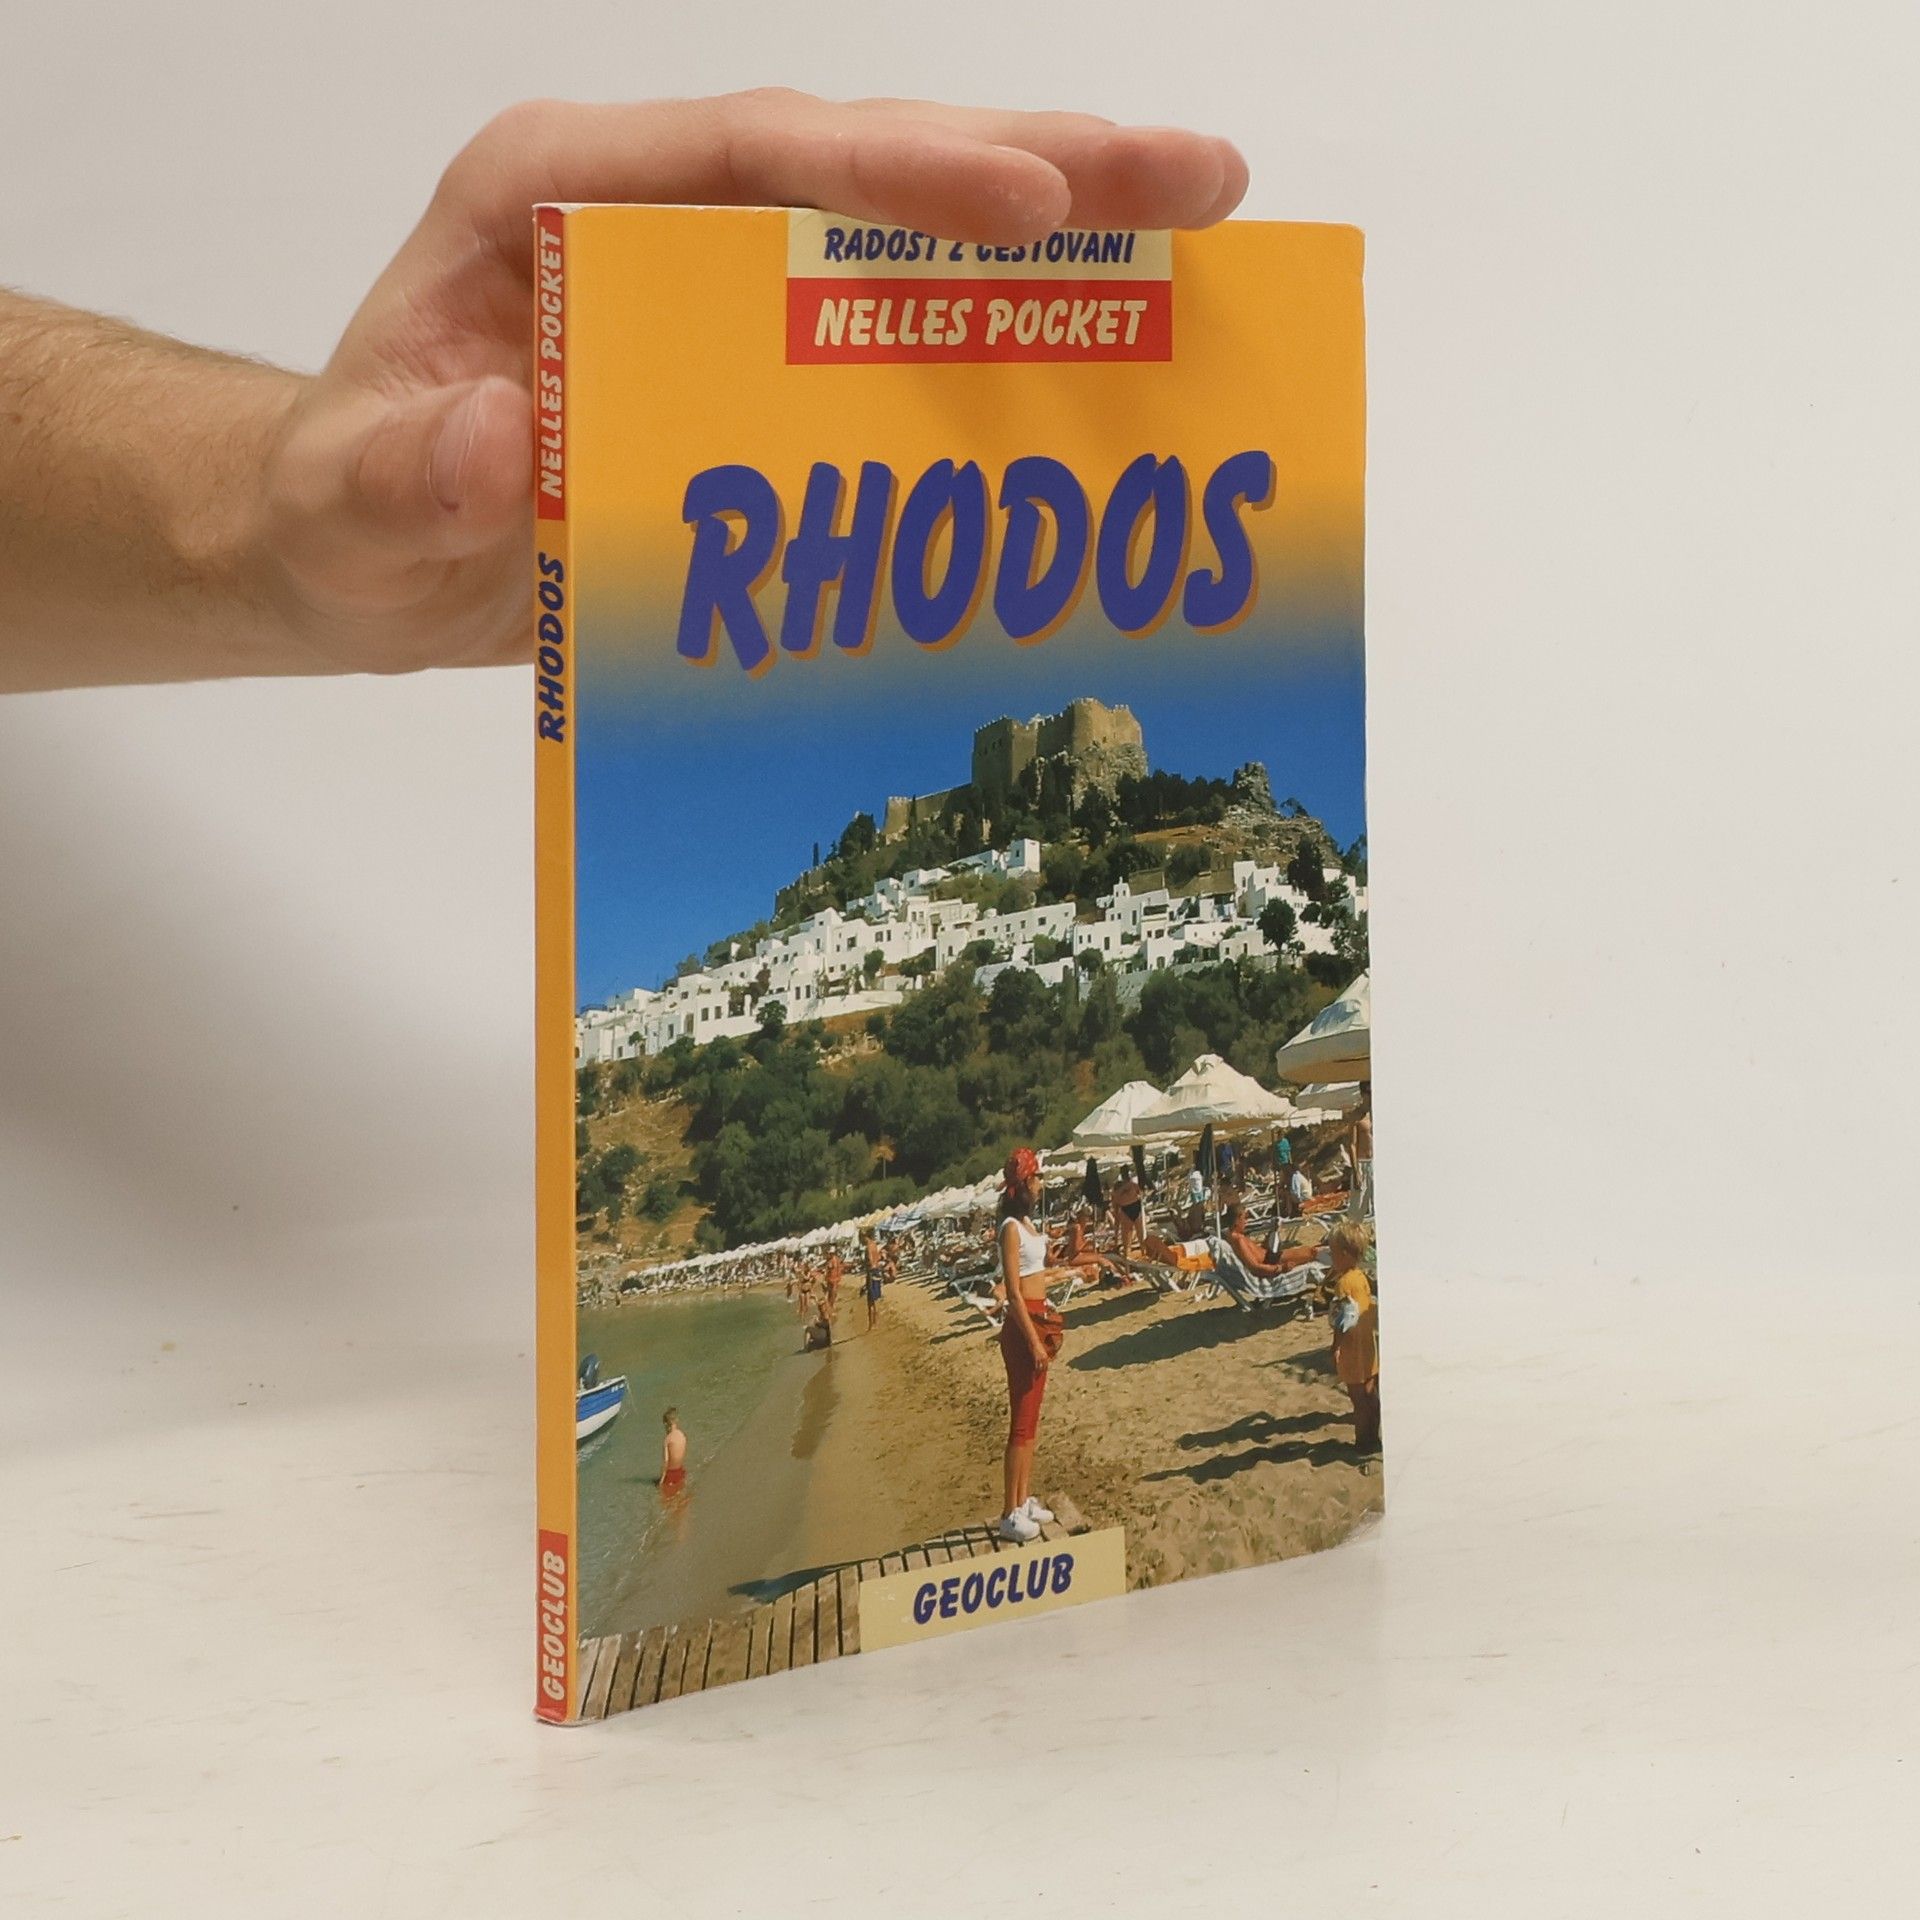 RADOST Z CESTOVÁNÍ
NELLES POCKET
RHODOS
GEOCLUB
NELLES POCKET
RHODOS
GEOCLUB